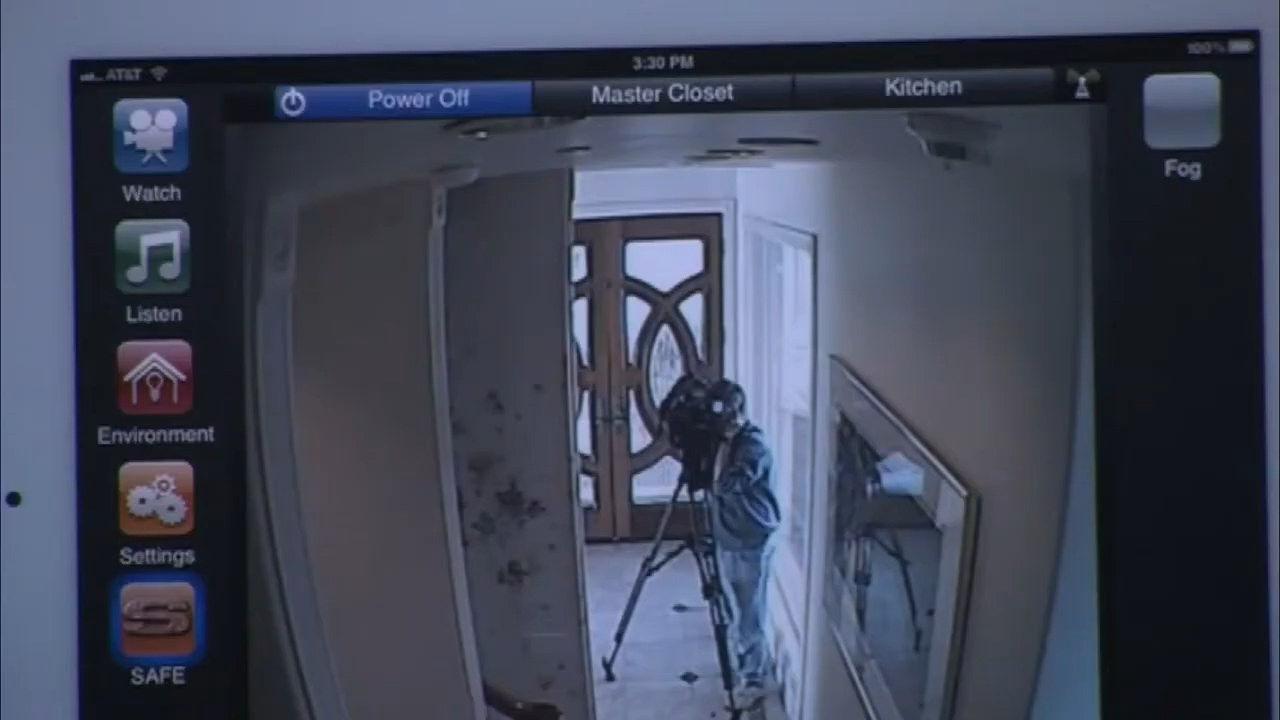 AT&T 3:30 PM 100%
Power Off Master Closet Kitchen
Watch
Fog
Listen
Environment
Settings
SAFE